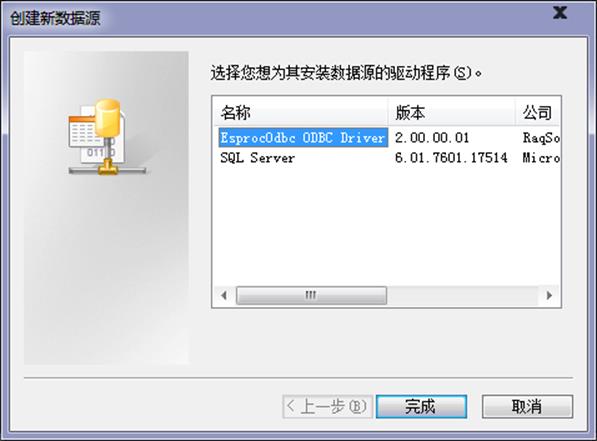 创建新数据源
选择您想为其安装数据源的驱动程序(S)。
名称 版本 公司
EsprocOdbc ODBC Driver 2.00.00.01 RaqSo
SQL Server 6.01.7601.17514 Micro
<上一步(B) 完成 取消